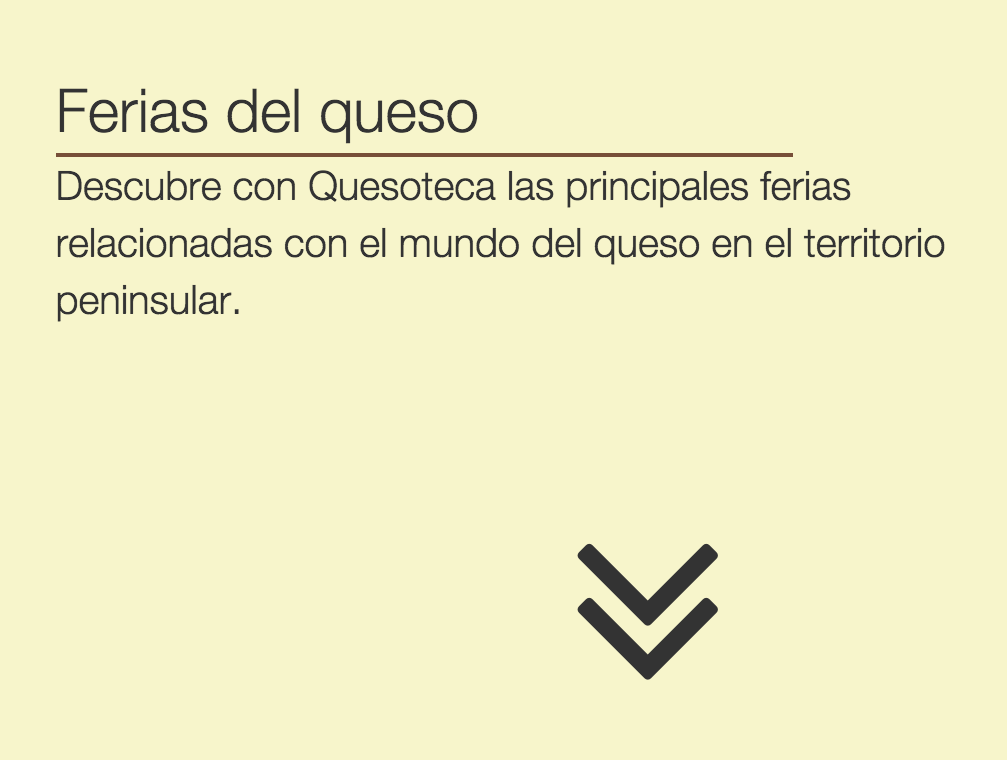 Ferias del queso
Descubre con Quesoteca las principales ferias
relacionadas con el mundo del queso en el territorio
peninsular.